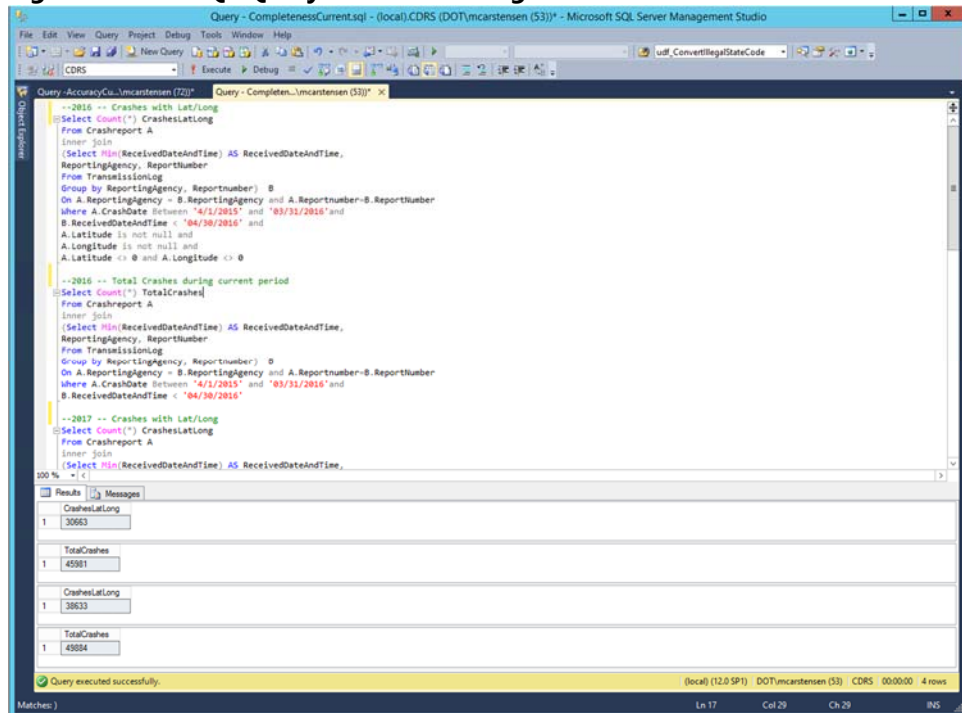 Query - CompletenessCurrent.sql - (local).CDRS (DOT\mcarstensen (53))* - Microsoft SQL Server Management Studio
File Edit View Query Project Debug Tools Window Help
New Query udf_ConvertIllegalStateCode
CDRS Execute Debug
Query -AccuracyCu...\mcarstensen (72))* Query - Completen...\mcarstensen (53))*
Object Explorer
--2016 -- Crashes with Lat/Long
Select Count(*) CrashesLatLong
From Crashreport A
inner join
(Select Min(ReceivedDateAndTime) AS ReceivedDateAndTime,
ReportingAgency, ReportNumber
From TransmissionLog
Group by ReportingAgency, Reportnumber) B
On A.ReportingAgency = B.ReportingAgency and A.Reportnumber=B.ReportNumber
Where A.CrashDate Between '4/1/2015' and '03/31/2016'and
B.ReceivedDateAndTime < '04/30/2016' and
A.Latitude is not null and
A.Longitude is not null and
A.Latitude <> 0 and A.Longitude <> 0
--2016 -- Total Crashes during current period
Select Count(*) TotalCrashes
From Crashreport A
inner join
(Select Min(ReceivedDateAndTime) AS ReceivedDateAndTime,
ReportingAgency, ReportNumber
From TransmissionLog
Group by ReportingAgency, Reportnumber) B
On A.ReportingAgency = B.ReportingAgency and A.Reportnumber=B.ReportNumber
Where A.CrashDate Between '4/1/2015' and '03/31/2016'and
B.ReceivedDateAndTime < '04/30/2016'
--2017 -- Crashes with Lat/Long
Select Count(*) CrashesLatLong
From Crashreport A
inner join
(Select Min(ReceivedDateAndTime) AS ReceivedDateAndTime,
100 %
Results Messages
CrashesLatLong
1 30663
TotalCrashes
1 45981
CrashesLatLong
1 38633
TotalCrashes
1 49884
Query executed successfully. (local) (12.0 SP1) DOT\mcarstensen (53) CDRS 00:00:00 4 rows
Matches: ) Ln 17 Col 29 Ch 29 INS